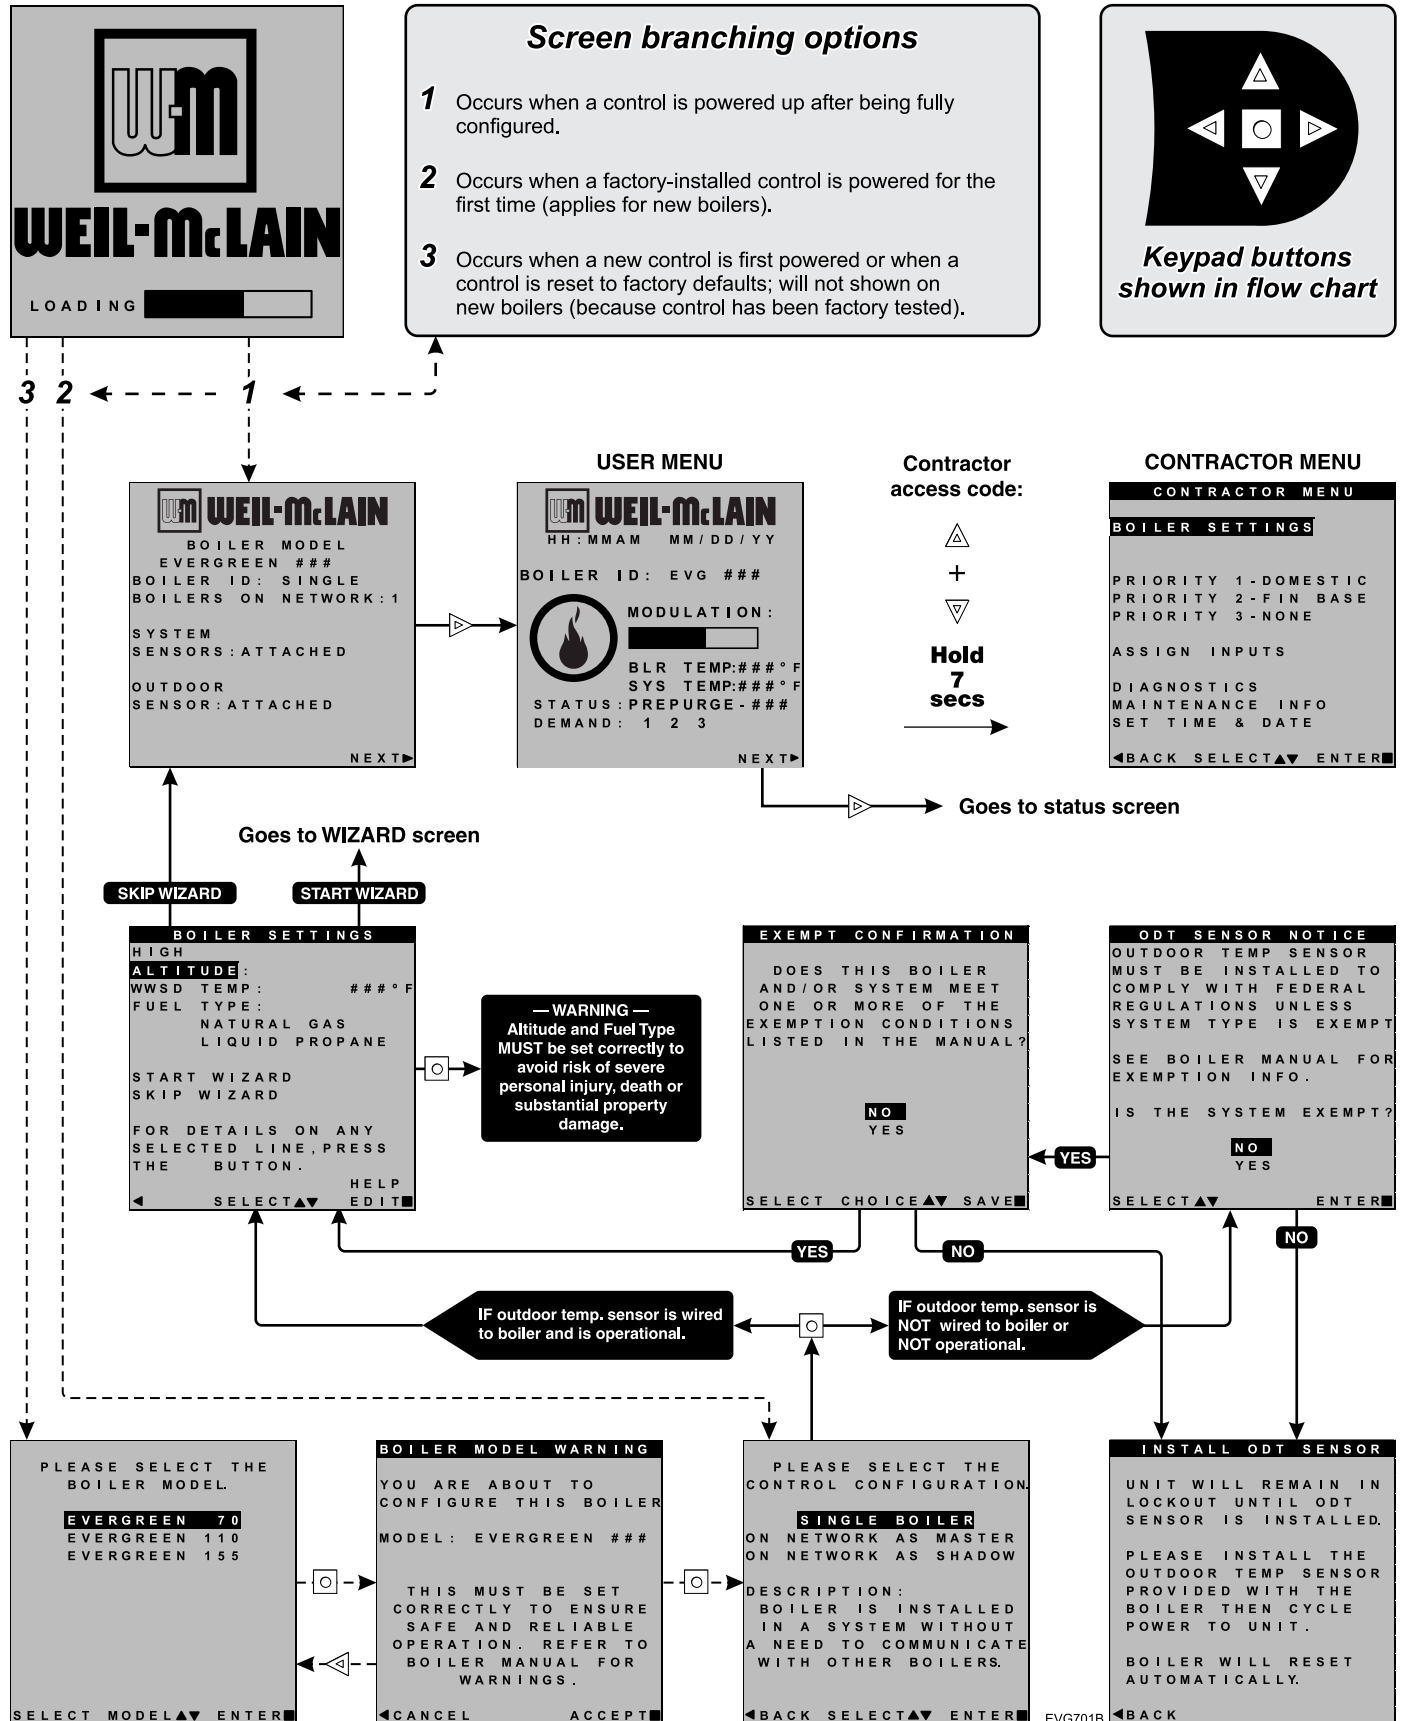 WM
WEIL-McLAIN
LOADING
Screen branching options
1 Occurs when a control is powered up after being fully
configured.
2 Occurs when a factory-installed control is powered for the
first time (applies for new boilers).
3 Occurs when a new control is first powered or when a
control is reset to factory defaults; will not shown on
new boilers (because control has been factory tested).
Keypad buttons
shown in flow chart
3 2 1
WM WEIL-McLAIN
BOILER MODEL
EVERGREEN ###
BOILER ID: SINGLE
BOILERS ON NETWORK:1
SYSTEM
SENSORS:ATTACHED
OUTDOOR
SENSOR:ATTACHED
NEXT▶
USER MENU
WM WEIL-McLAIN
HH:MMAM MM/DD/YY
BOILER ID: EVG ###
MODULATION:
BLR TEMP:###°F
SYS TEMP:###°F
STATUS:PREPURGE-###
DEMAND: 1 2 3
NEXT▶
Goes to status screen
Contractor
access code:
+
Hold
7
secs
CONTRACTOR MENU
CONTRACTOR MENU
BOILER SETTINGS
PRIORITY 1-DOMESTIC
PRIORITY 2-FIN BASE
PRIORITY 3-NONE
ASSIGN INPUTS
DIAGNOSTICS
MAINTENANCE INFO
SET TIME & DATE
◀BACK SELECT▲▼ ENTER■
Goes to WIZARD screen
SKIP WIZARD
START WIZARD
BOILER SETTINGS
HIGH
ALTITUDE:
WWSD TEMP: ###°F
FUEL TYPE:
NATURAL GAS
LIQUID PROPANE
START WIZARD
SKIP WIZARD
FOR DETAILS ON ANY
SELECTED LINE,PRESS
THE BUTTON.
HELP
◀ SELECT▲▼ EDIT■
— WARNING —
Altitude and Fuel Type
MUST be set correctly to
avoid risk of severe
personal injury, death or
substantial property
damage.
EXEMPT CONFIRMATION
DOES THIS BOILER
AND/OR SYSTEM MEET
ONE OR MORE OF THE
EXEMPTION CONDITIONS
LISTED IN THE MANUAL?
NO
YES
SELECT CHOICE▲▼ SAVE■
YES
ODT SENSOR NOTICE
OUTDOOR TEMP SENSOR
MUST BE INSTALLED TO
COMPLY WITH FEDERAL
REGULATIONS UNLESS
SYSTEM TYPE IS EXEMPT
SEE BOILER MANUAL FOR
EXEMPTION INFO.
IS THE SYSTEM EXEMPT?
NO
YES
SELECT▲▼ ENTER■
YES
NO
NO
IF outdoor temp. sensor is wired
to boiler and is operational.
IF outdoor temp. sensor is
NOT wired to boiler or
NOT operational.
PLEASE SELECT THE
BOILER MODEL.
EVERGREEN 70
EVERGREEN 110
EVERGREEN 155
SELECT MODEL▲▼ ENTER■
BOILER MODEL WARNING
YOU ARE ABOUT TO
CONFIGURE THIS BOILER
MODEL: EVERGREEN ###
THIS MUST BE SET
CORRECTLY TO ENSURE
SAFE AND RELIABLE
OPERATION. REFER TO
BOILER MANUAL FOR
WARNINGS.
◀CANCEL ACCEPT■
PLEASE SELECT THE
CONTROL CONFIGURATION.
SINGLE BOILER
ON NETWORK AS MASTER
ON NETWORK AS SHADOW
DESCRIPTION:
BOILER IS INSTALLED
IN A SYSTEM WITHOUT
A NEED TO COMMUNICATE
WITH OTHER BOILERS.
◀BACK SELECT▲▼ ENTER■
EVG701B
INSTALL ODT SENSOR
UNIT WILL REMAIN IN
LOCKOUT UNTIL ODT
SENSOR IS INSTALLED.
PLEASE INSTALL THE
OUTDOOR TEMP SENSOR
PROVIDED WITH THE
BOILER THEN CYCLE
POWER TO UNIT.
BOILER WILL RESET
AUTOMATICALLY.
◀BACK